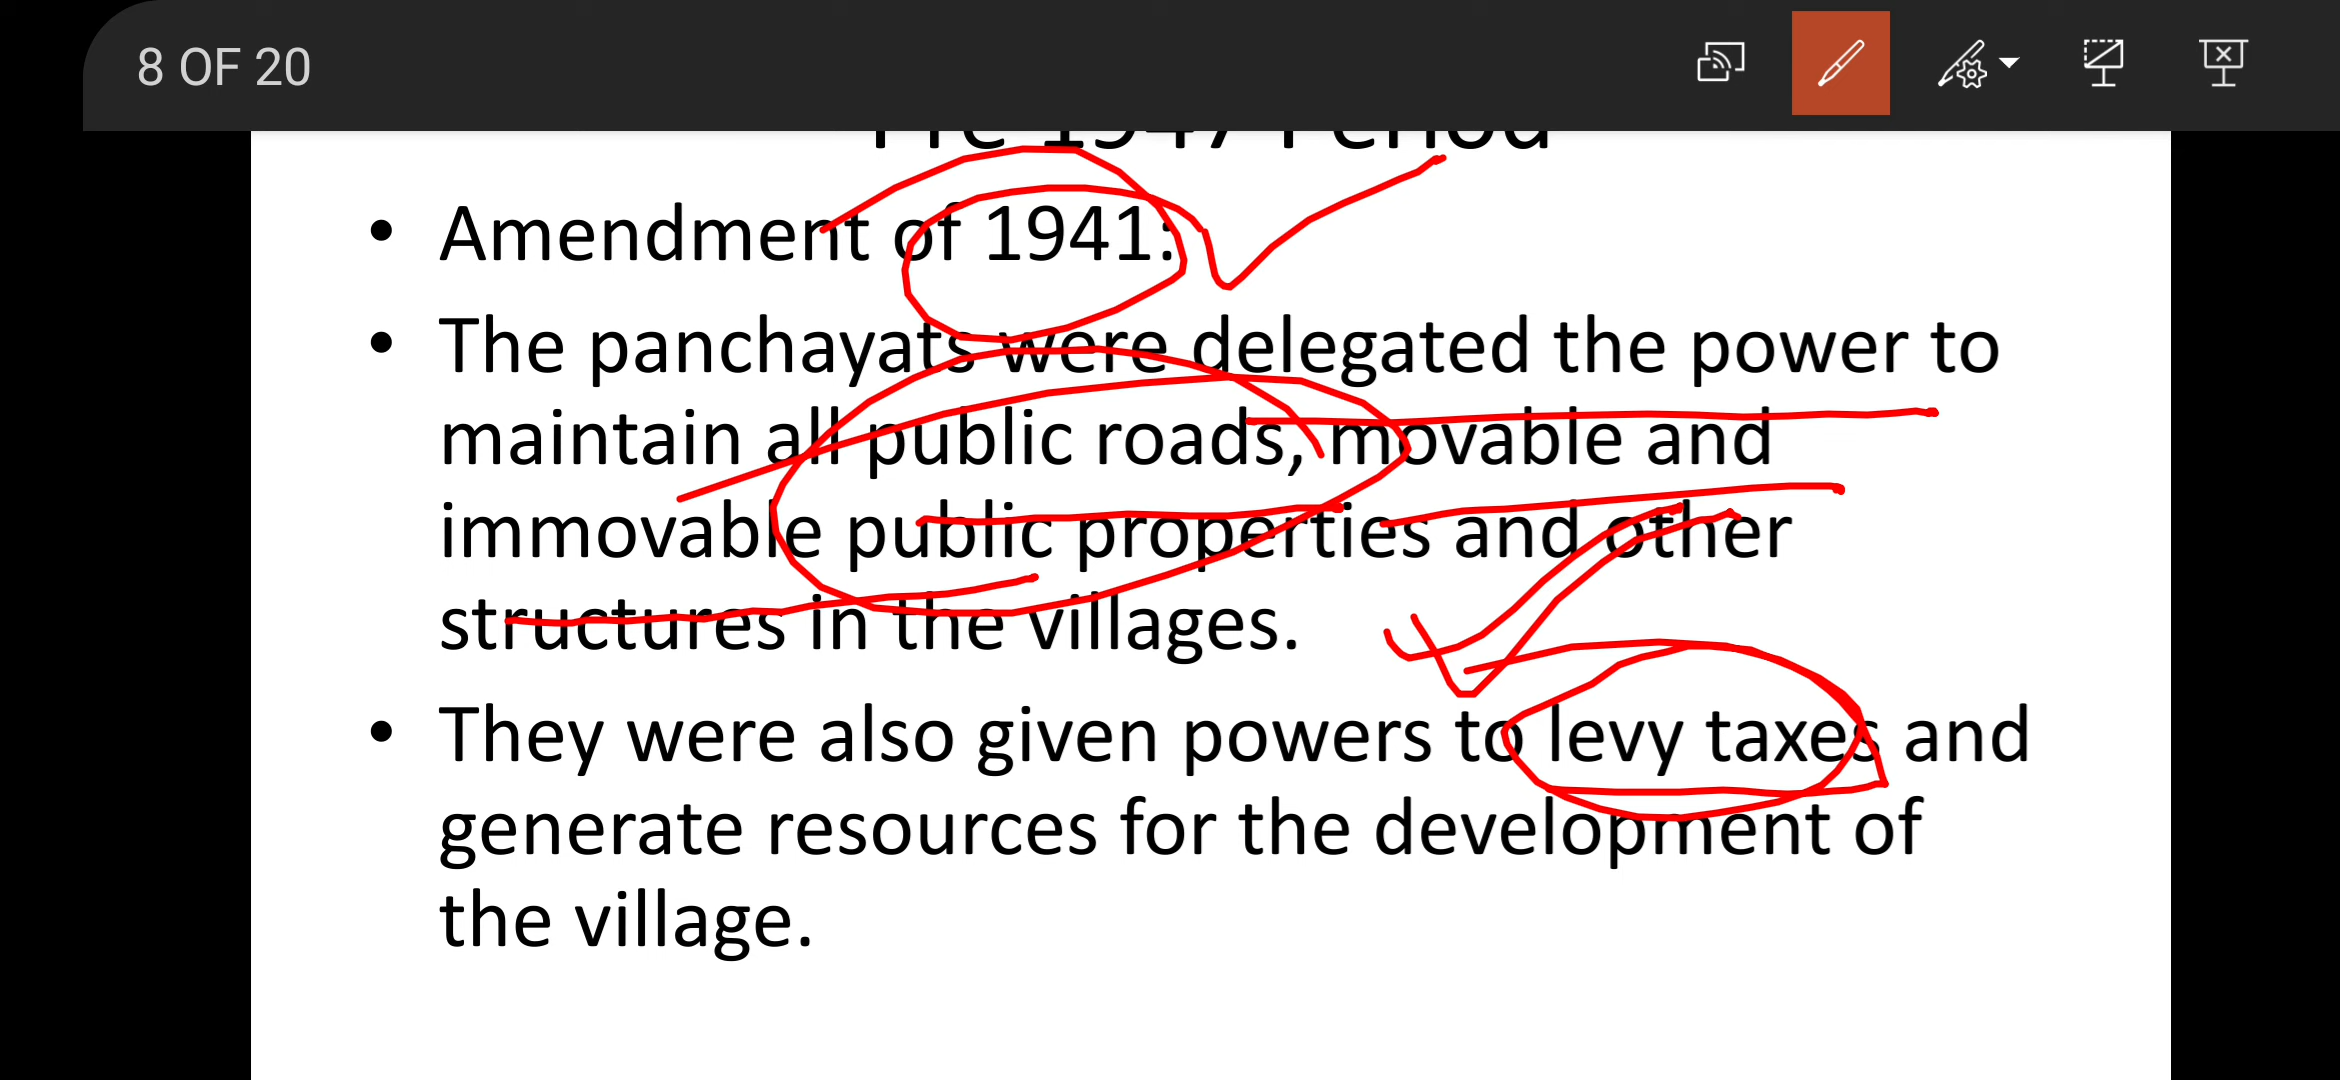 8 OF 20
Pre 1947 Period
• Amendment of 1941:
• The panchayats were delegated the power to
maintain all public roads, movable and
immovable public properties and other
structures in the villages.
• They were also given powers to levy taxes and
generate resources for the development of
the village.